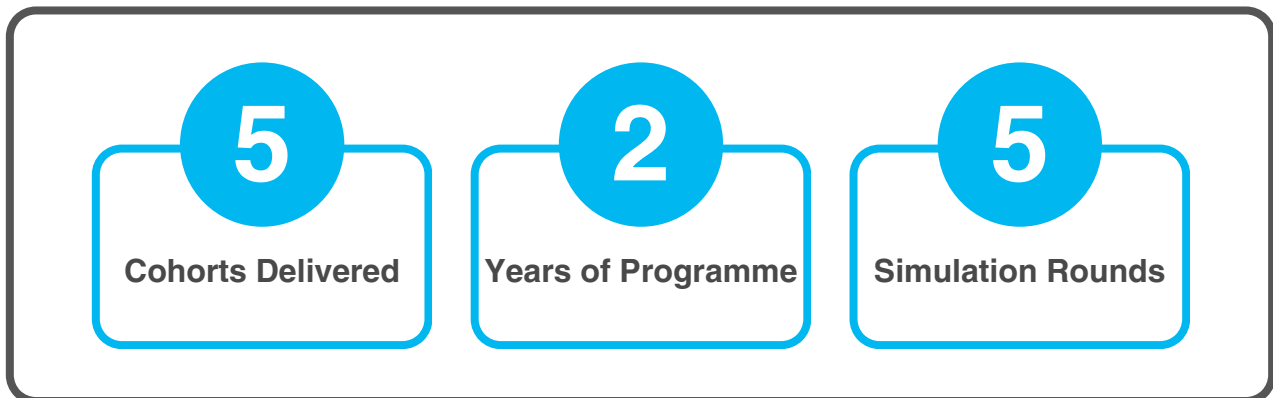 5
Cohorts Delivered
2
Years of Programme
5
Simulation Rounds